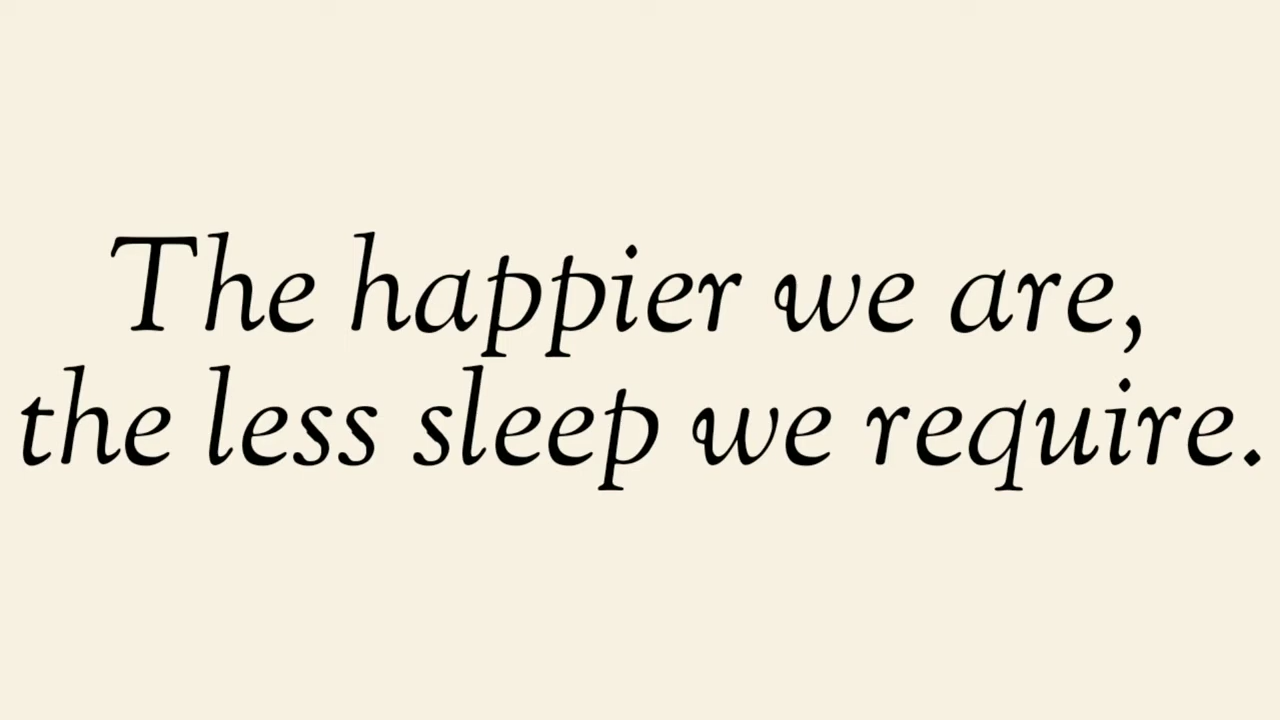 The happier we are,
the less sleep we require.